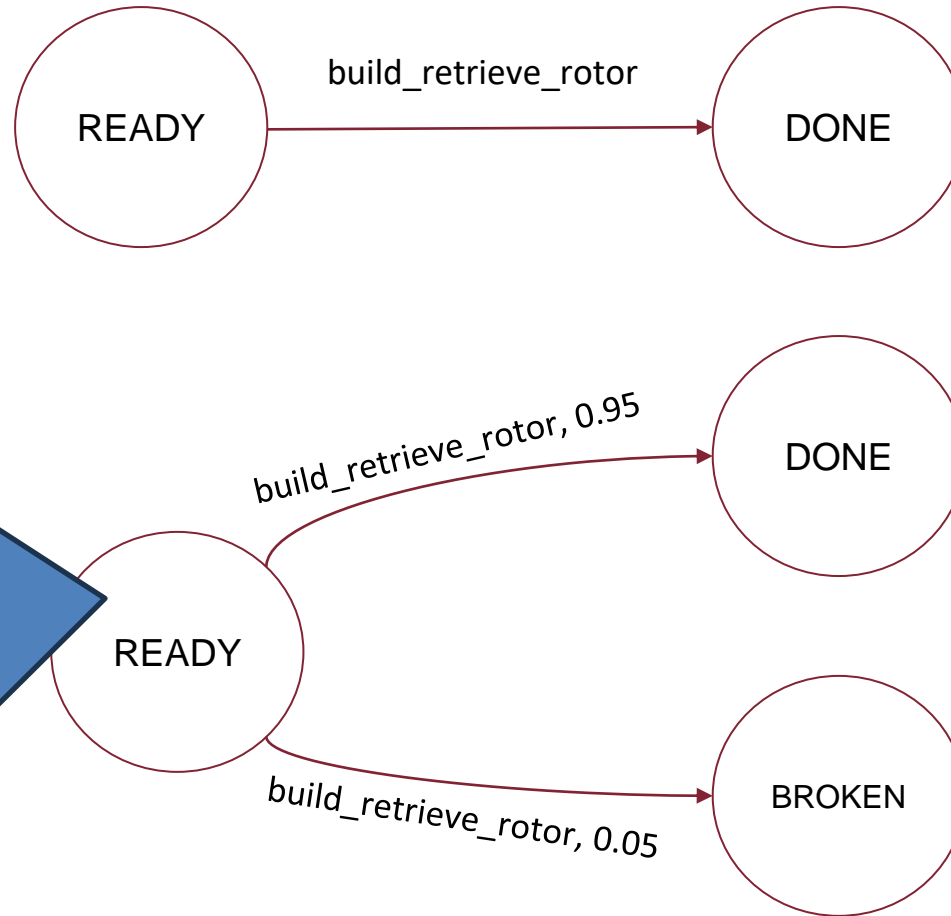 build_retrieve_rotor
READY
DONE
build_retrieve_rotor, 0.95
DONE
READY
BROKEN
build_retrieve_rotor, 0.05